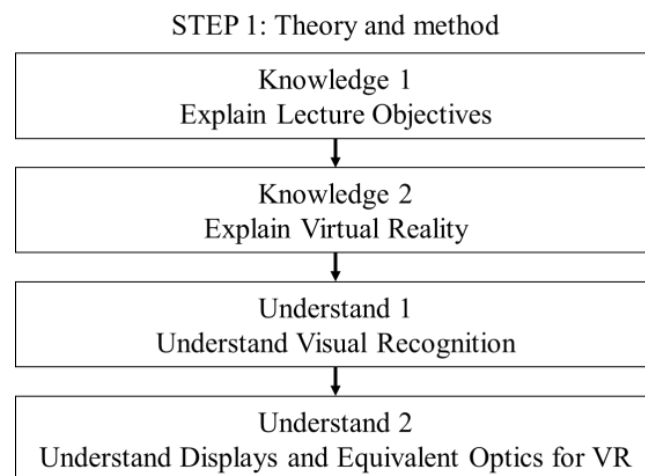 STEP 1: Theory and method
Knowledge 1
Explain Lecture Objectives
Knowledge 2
Explain Virtual Reality
Understand 1
Understand Visual Recognition
Understand 2
Understand Displays and Equivalent Optics for VR